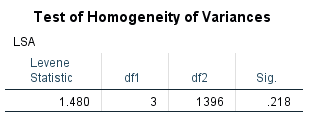 Test of Homogeneity of Variances
LSA
Levene
Statistic df1 df2 Sig.
1.480 3 1396 .218